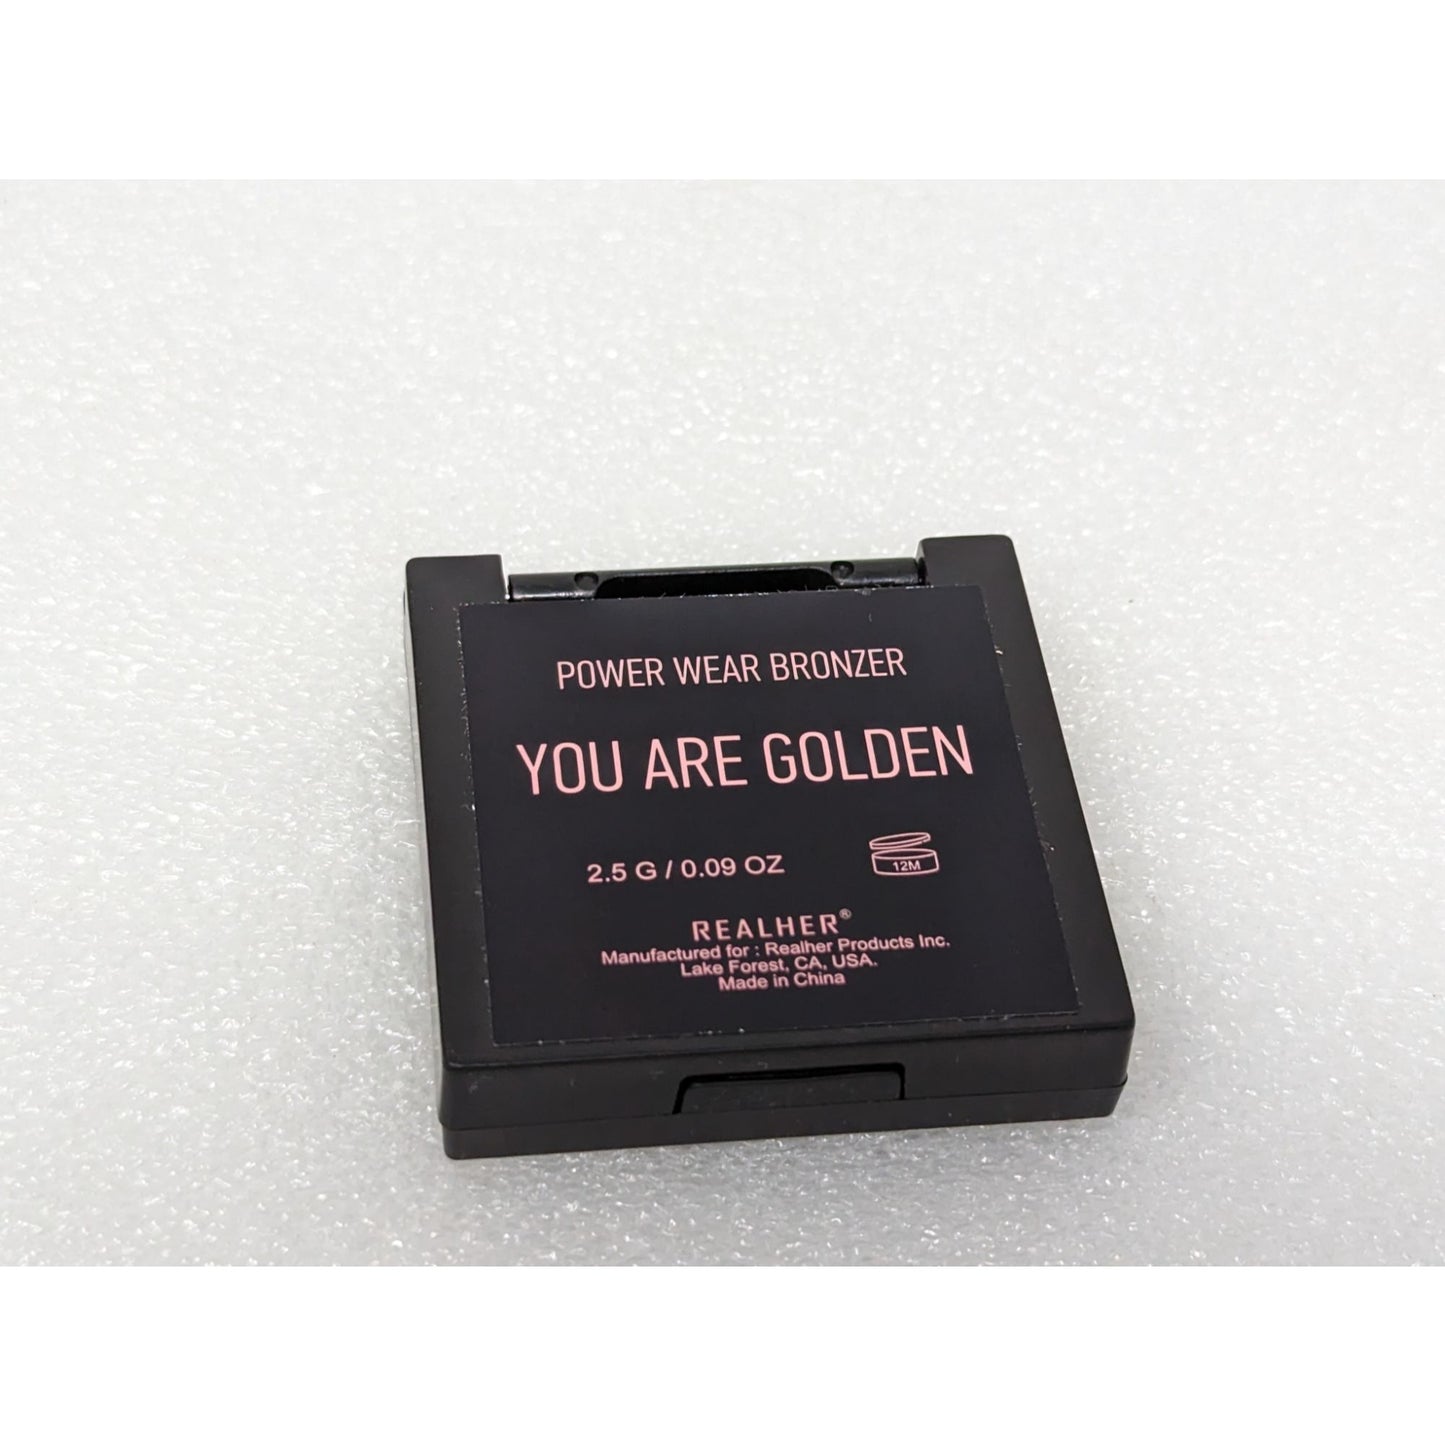 POWER WEAR BRONZER
YOU ARE GOLDEN
2.5 G / 0.09 OZ
12M
REALHER®
Manufactured for : Realher Products Inc.
Lake Forest, CA, USA.
Made in China